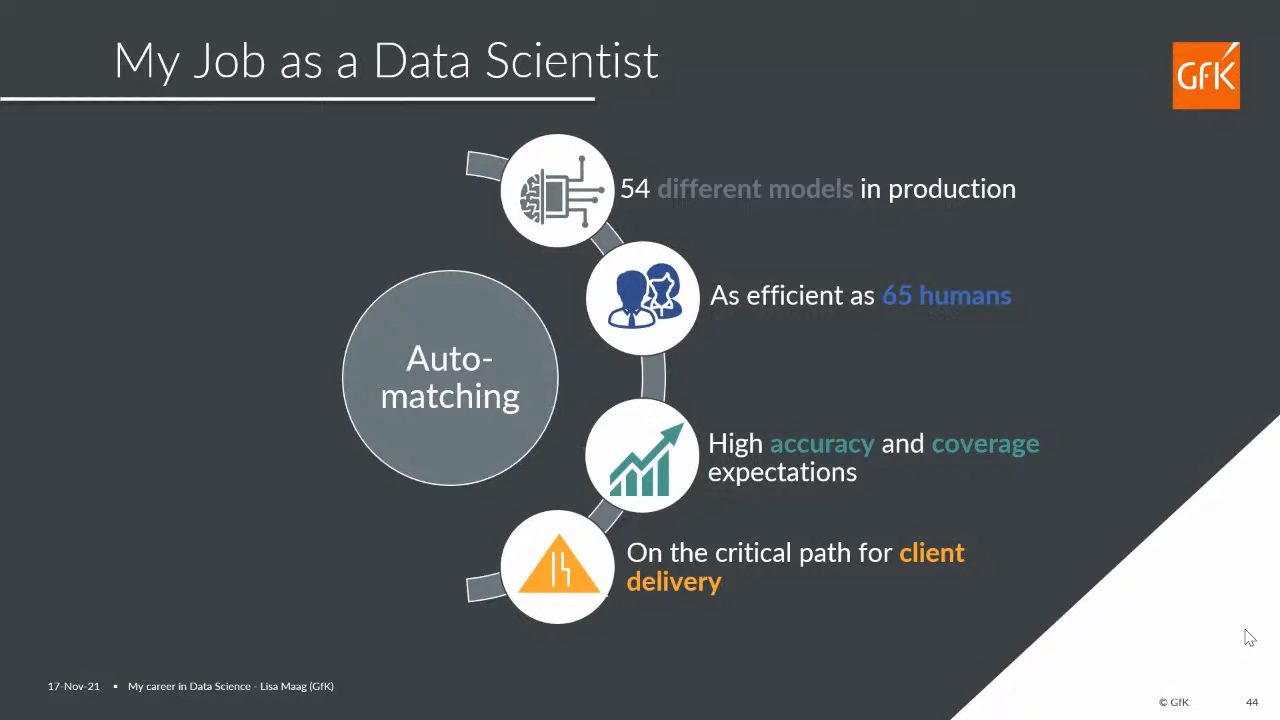 My Job as a Data Scientist
GfK
54 different models in production
As efficient as 65 humans
Auto-
matching
High accuracy and coverage
expectations
On the critical path for client
delivery
17-Nov-21 ▪ My career in Data Science - Lisa Maag (GfK)
© GfK 44